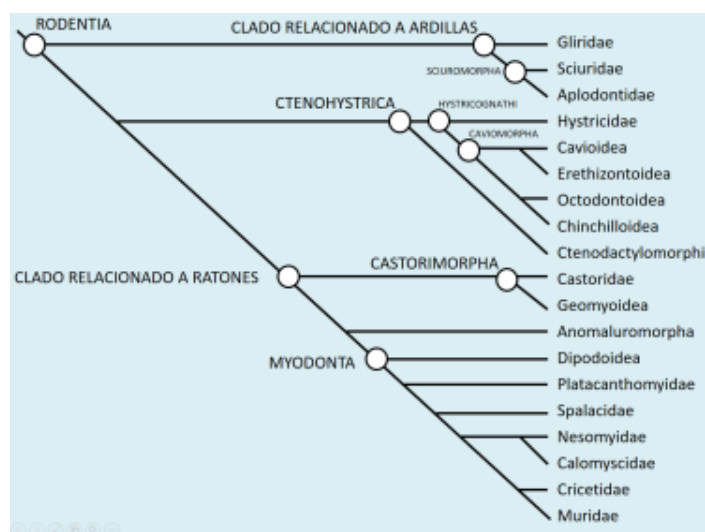 RODENTIA
CLADO RELACIONADO A ARDILLAS
Gliridae
SCIUROMORPHA
Sciuridae
Aplodontidae
CTENOHYSTRICA
HYSTRICOGNATHI
Hystricidae
CAVIOMORPHA
Cavioidea
Erethizontoidea
Octodontoidea
Chinchilloidea
Ctenodactylomorphi
CLADO RELACIONADO A RATONES
CASTORIMORPHA
Castoridae
Geomyoidea
Anomaluromorpha
MYODONTA
Dipodoidea
Platacanthomyidae
Spalacidae
Nesomyidae
Calomyscidae
Cricetidae
Muridae